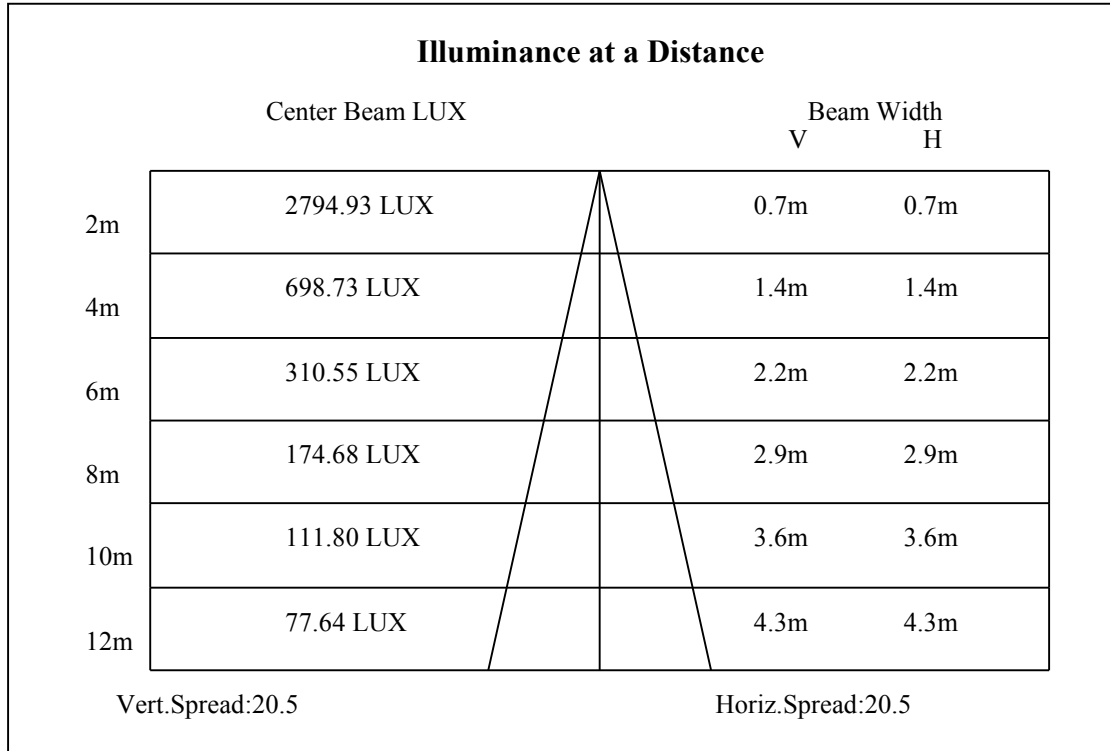 Illuminance at a Distance
Center Beam LUX Beam Width
V H
2m 2794.93 LUX 0.7m 0.7m
4m 698.73 LUX 1.4m 1.4m
6m 310.55 LUX 2.2m 2.2m
8m 174.68 LUX 2.9m 2.9m
10m 111.80 LUX 3.6m 3.6m
12m 77.64 LUX 4.3m 4.3m
Vert.Spread:20.5 Horiz.Spread:20.5